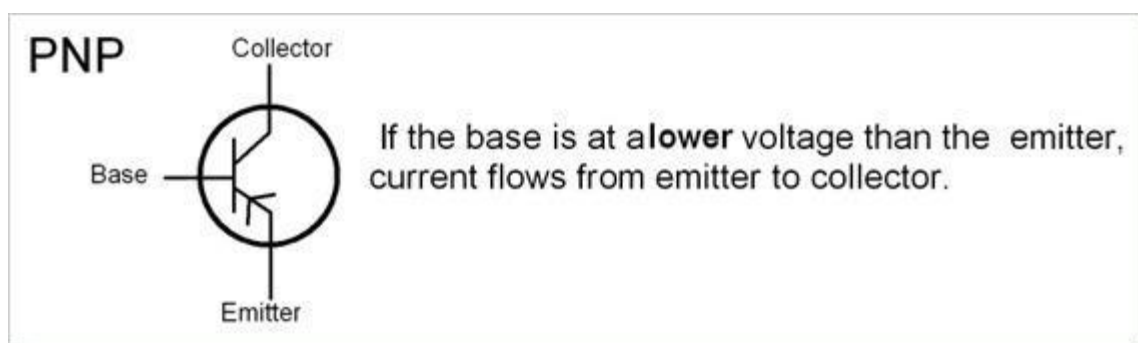 PNP
Collector
If the base is at alower voltage than the emitter,
Base
current flows from emitter to collector.
Emitter